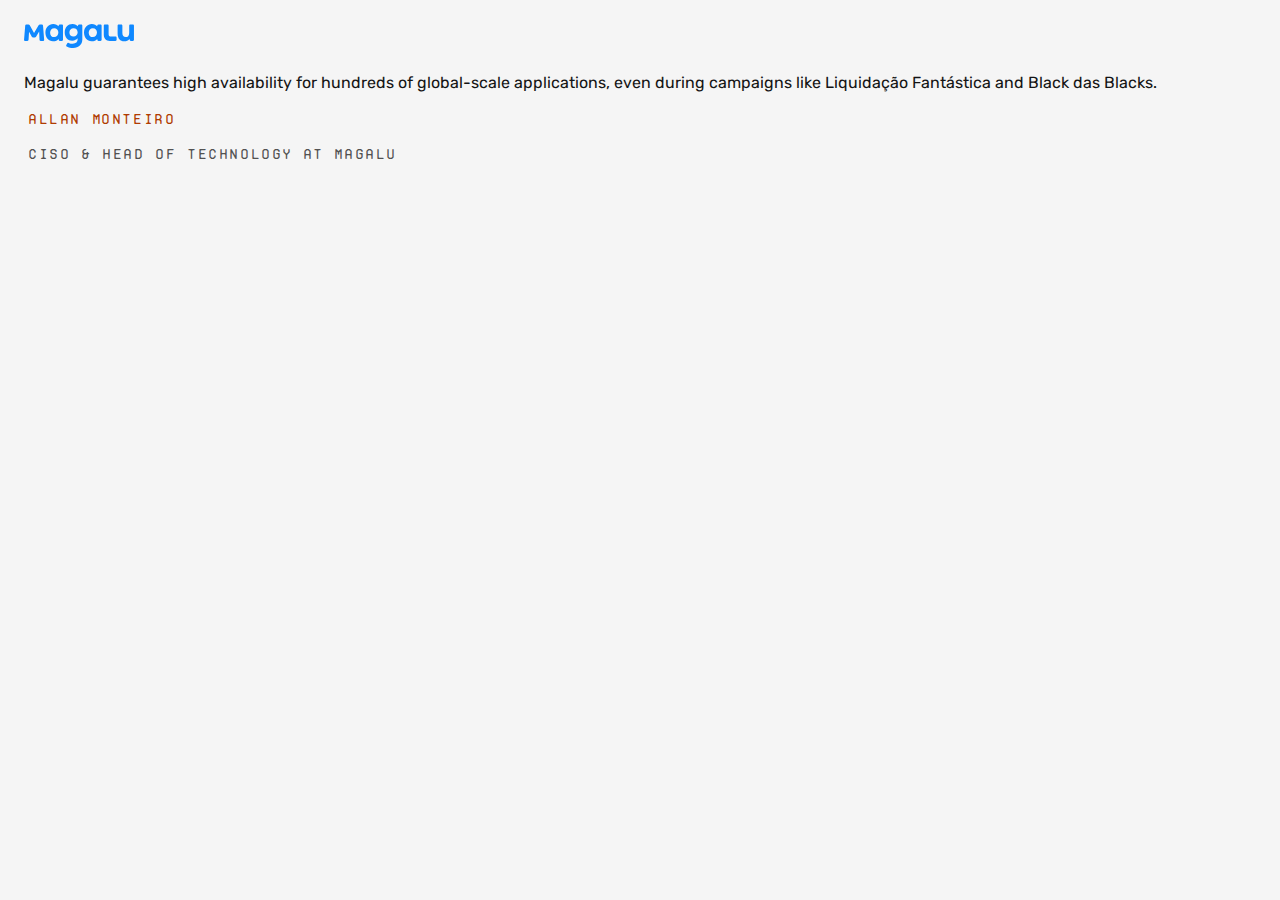 Magalu
Magalu guarantees high availability for hundreds of global-scale applications, even during campaigns like Liquidação Fantástica and Black das Blacks.
ALLAN MONTEIRO
CISO & HEAD OF TECHNOLOGY AT MAGALU